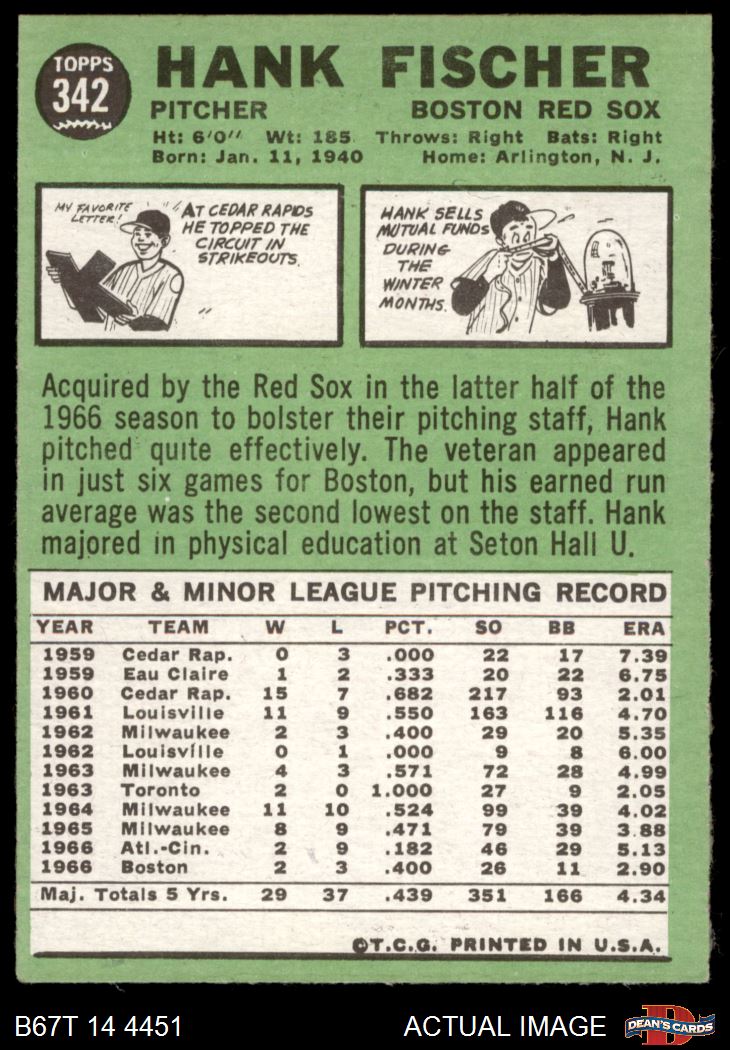 TOPPS
342
HANK FISCHER
PITCHER BOSTON RED SOX
Ht: 6'0" Wt: 185 Throws: Right Bats: Right
Born: Jan. 11, 1940 Home: Arlington, N. J.
MY FAVORITE
LETTER!
AT CEDAR RAPIDS
HE TOPPED THE
CIRCUIT IN
STRIKEOUTS.
HANK SELLS
MUTUAL FUNDS
DURING
THE
WINTER
MONTHS.
Acquired by the Red Sox in the latter half of the
1966 season to bolster their pitching staff, Hank
pitched quite effectively. The veteran appeared
in just six games for Boston, but his earned run
average was the second lowest on the staff. Hank
majored in physical education at Seton Hall U.
MAJOR & MINOR LEAGUE PITCHING RECORD
YEAR TEAM W L PCT. SO BB ERA
1959 Cedar Rap. 0 3 .000 22 17 7.39
1959 Eau Claire 1 2 .333 20 22 6.75
1960 Cedar Rap. 15 7 .682 217 93 2.01
1961 Louisville 11 9 .550 163 116 4.70
1962 Milwaukee 2 3 .400 29 20 5.35
1962 Louisville 0 1 .000 9 8 6.00
1963 Milwaukee 4 3 .571 72 28 4.99
1963 Toronto 2 0 1.000 27 9 2.05
1964 Milwaukee 11 10 .524 99 39 4.02
1965 Milwaukee 8 9 .471 79 39 3.88
1966 Atl.-Cin. 2 9 .182 46 29 5.13
1966 Boston 2 3 .400 26 11 2.90
Maj. Totals 5 Yrs. 29 37 .439 351 166 4.34
©T.C.G. PRINTED IN U.S.A.
B67T 14 4451 ACTUAL IMAGE
D
DEAN'S CARDS